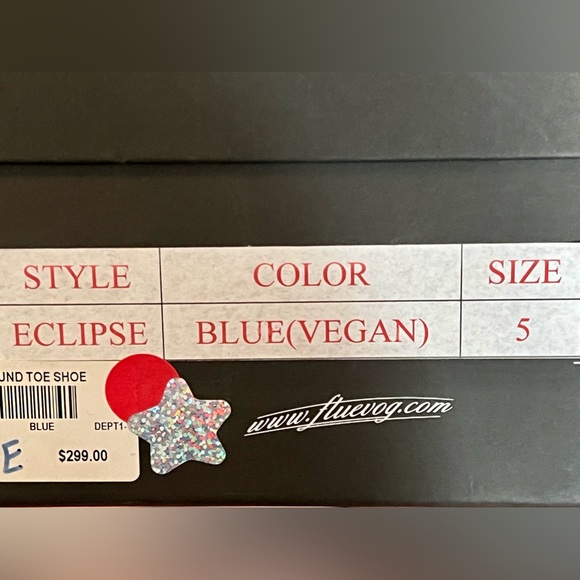 STYLE COLOR SIZE
ECLIPSE BLUE(VEGAN) 5
UND TOE SHOE
BLUE DEPT1-
E $299.00
www.fluevog.com